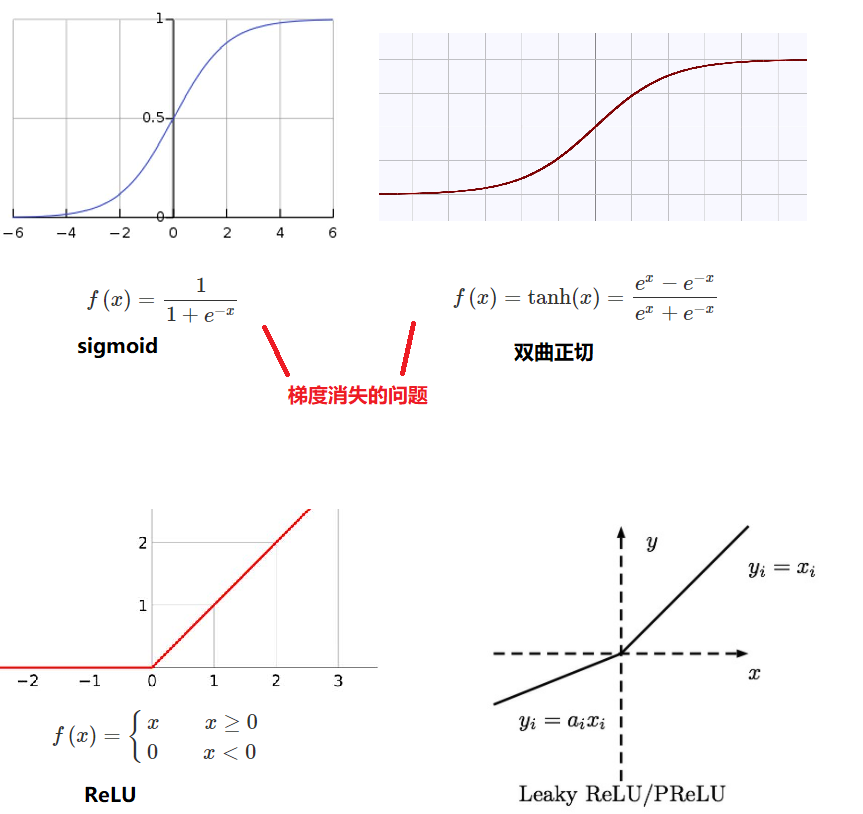 1
0.5
0
−6 −4 −2 0 2 4 6
f(x) = \frac{1}{1+e^{-x}}
sigmoid
f(x) = tanh(x) = \frac{e^x − e^{-x}}{e^x + e^{-x}}
双曲正切
梯度消失的问题
2
1
−2 −1 0 1 2 3
f(x) = { x x ≥ 0
0 x < 0
ReLU
y
y_i = x_i
x
y_i = a_i x_i
Leaky ReLU/PReLU